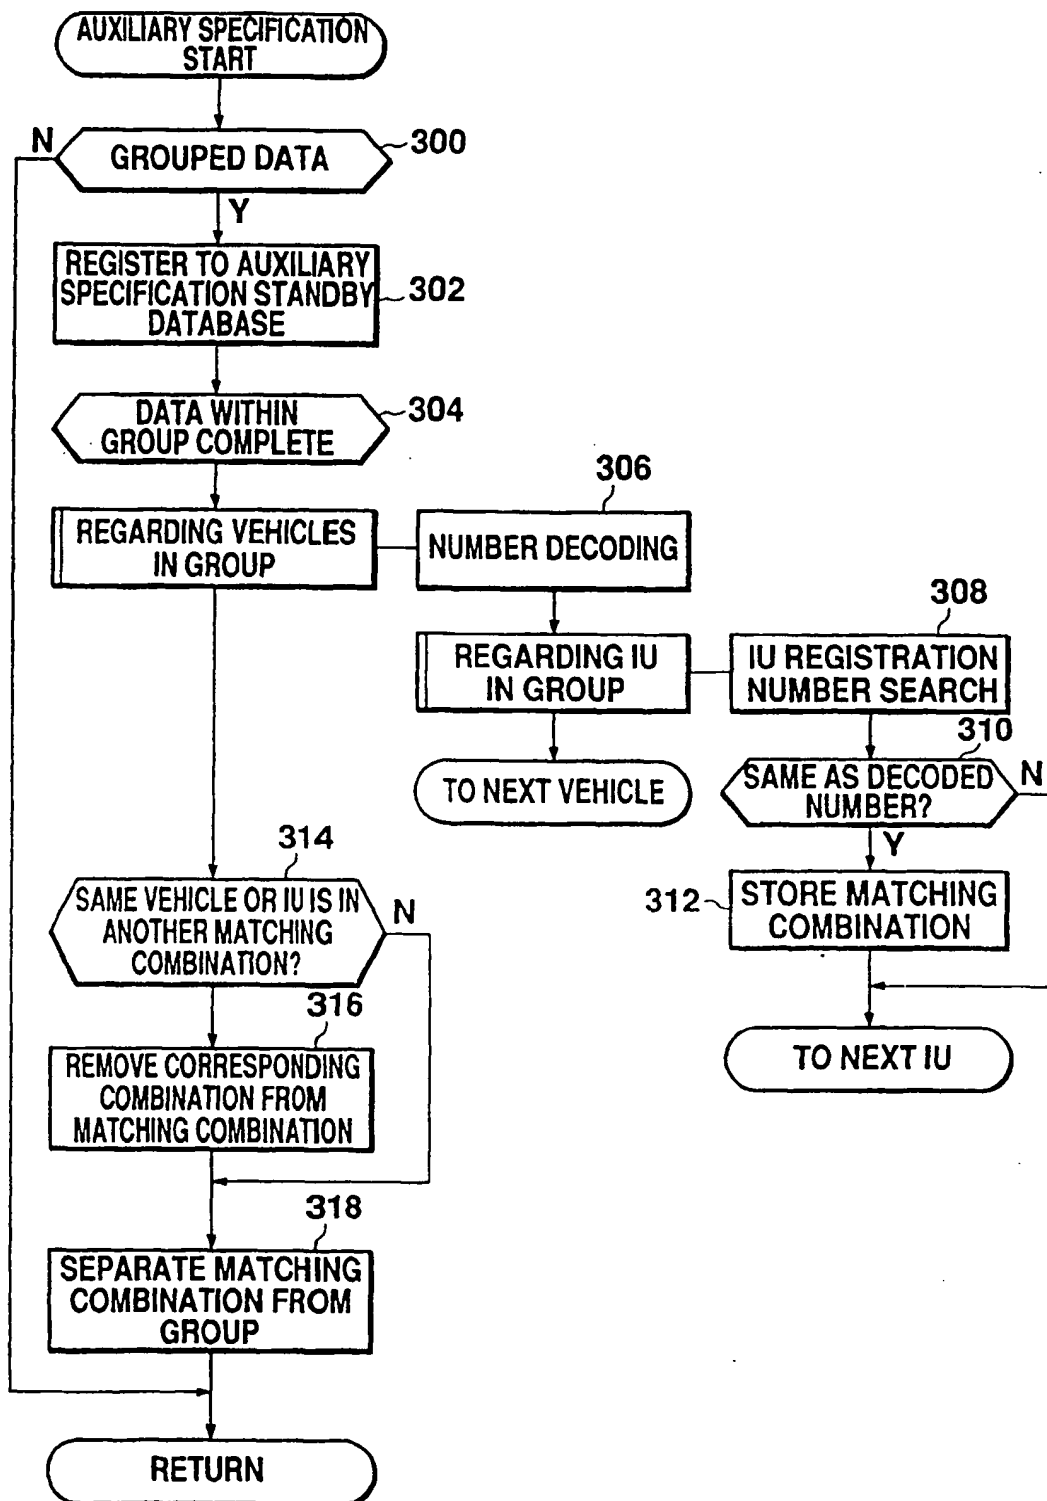 AUXILIARY SPECIFICATION
START
N
GROUPED DATA
300
Y
REGISTER TO AUXILIARY
SPECIFICATION STANDBY
DATABASE
302
DATA WITHIN
GROUP COMPLETE
304
REGARDING VEHICLES
IN GROUP
306
NUMBER DECODING
REGARDING IU
IN GROUP
308
IU REGISTRATION
NUMBER SEARCH
TO NEXT VEHICLE
310
SAME AS DECODED
NUMBER?
N
Y
312
STORE MATCHING
COMBINATION
TO NEXT IU
314
SAME VEHICLE OR IU IS IN
ANOTHER MATCHING
COMBINATION?
N
316
REMOVE CORRESPONDING
COMBINATION FROM
MATCHING COMBINATION
318
SEPARATE MATCHING
COMBINATION FROM
GROUP
RETURN